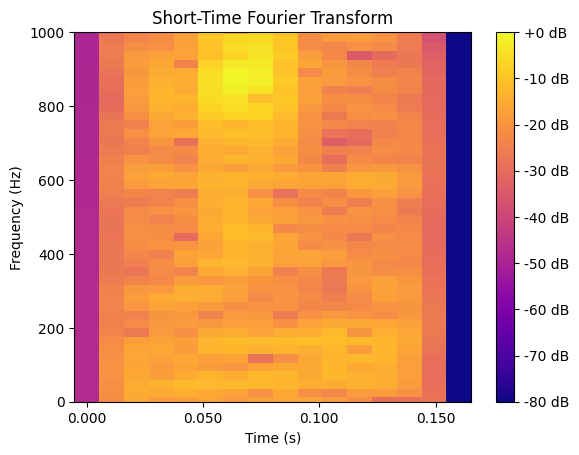 Short-Time Fourier Transform
Frequency (Hz)
1000
800
600
400
200
0
0.000
0.050
0.100
0.150
Time (s)
+0 dB
-10 dB
-20 dB
-30 dB
-40 dB
-50 dB
-60 dB
-70 dB
-80 dB